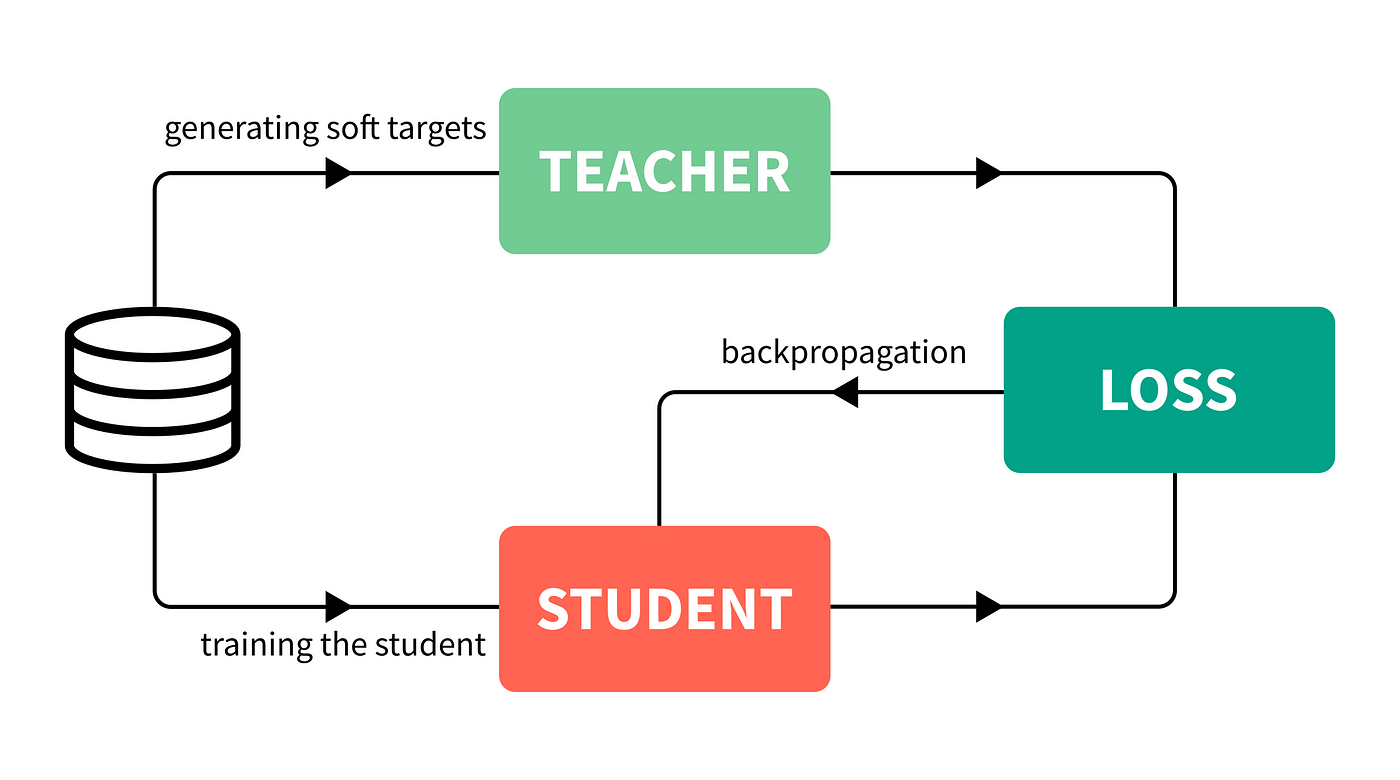 generating soft targets
TEACHER
backpropagation
LOSS
STUDENT
training the student